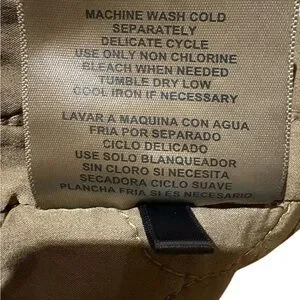 MACHINE WASH COLD
SEPARATELY
DELICATE CYCLE
USE ONLY NON CHLORINE
BLEACH WHEN NEEDED
TUMBLE DRY LOW
COOL IRON IF NECESSARY
LAVAR A MAQUINA CON AGUA
FRIA POR SEPARADO
CICLO DELICADO
USE SOLO BLANQUEADOR
SIN CLORO SI NECESITA
SECADORA CICLO SUAVE
PLANCHA FRIA SI ES NECESARIO